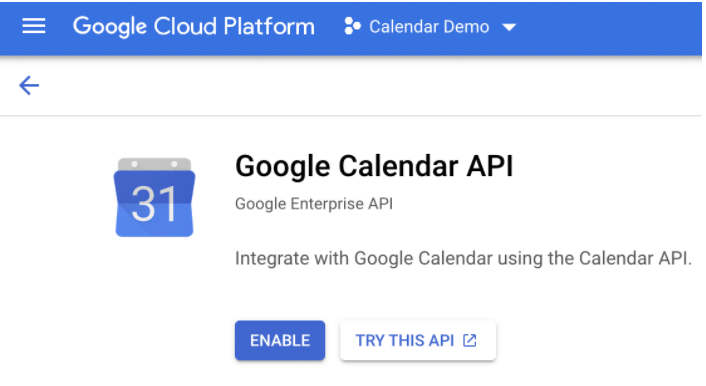 Google Cloud Platform Calendar Demo
31
Google Calendar API
Google Enterprise API
Integrate with Google Calendar using the Calendar API.
ENABLE TRY THIS API